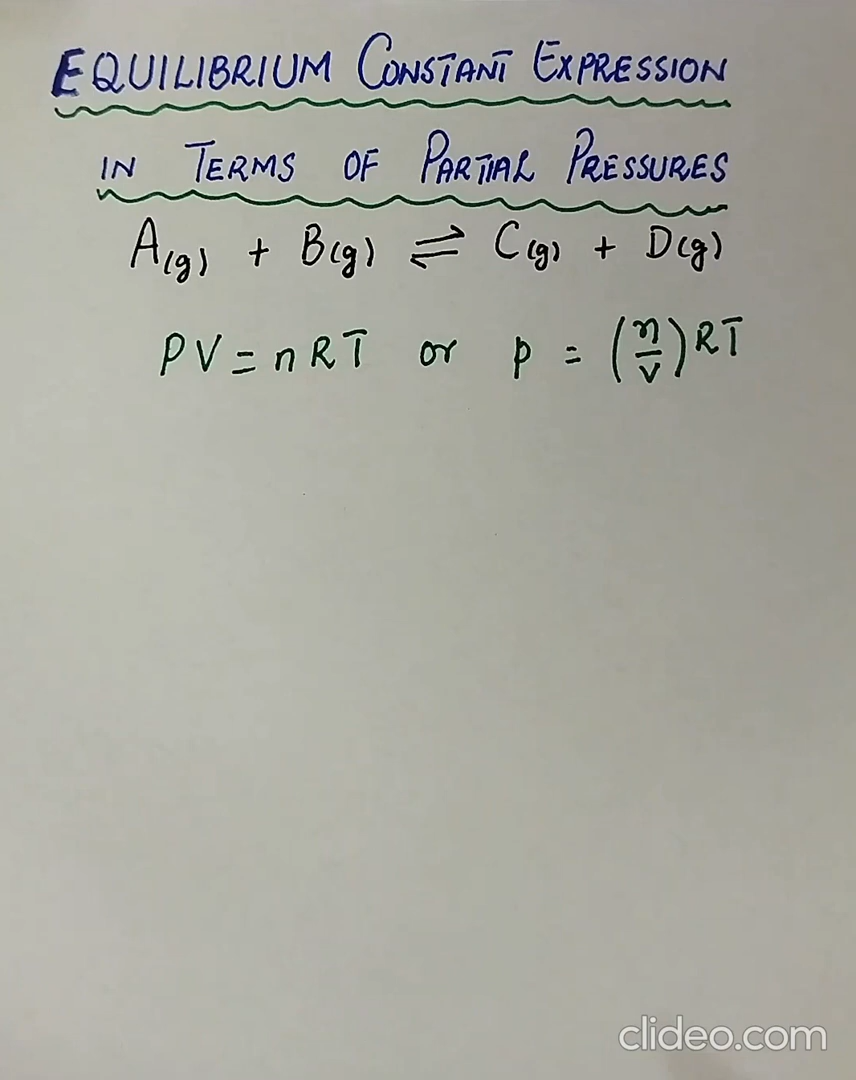 EQUILIBRIUM CONSTANT EXPRESSION
IN TERMS OF PARTIAL PRESSURES
A(g) + B(g) ⇌ C(g) + D(g)
PV = nRT or p = (n/v) RT
clideo.com